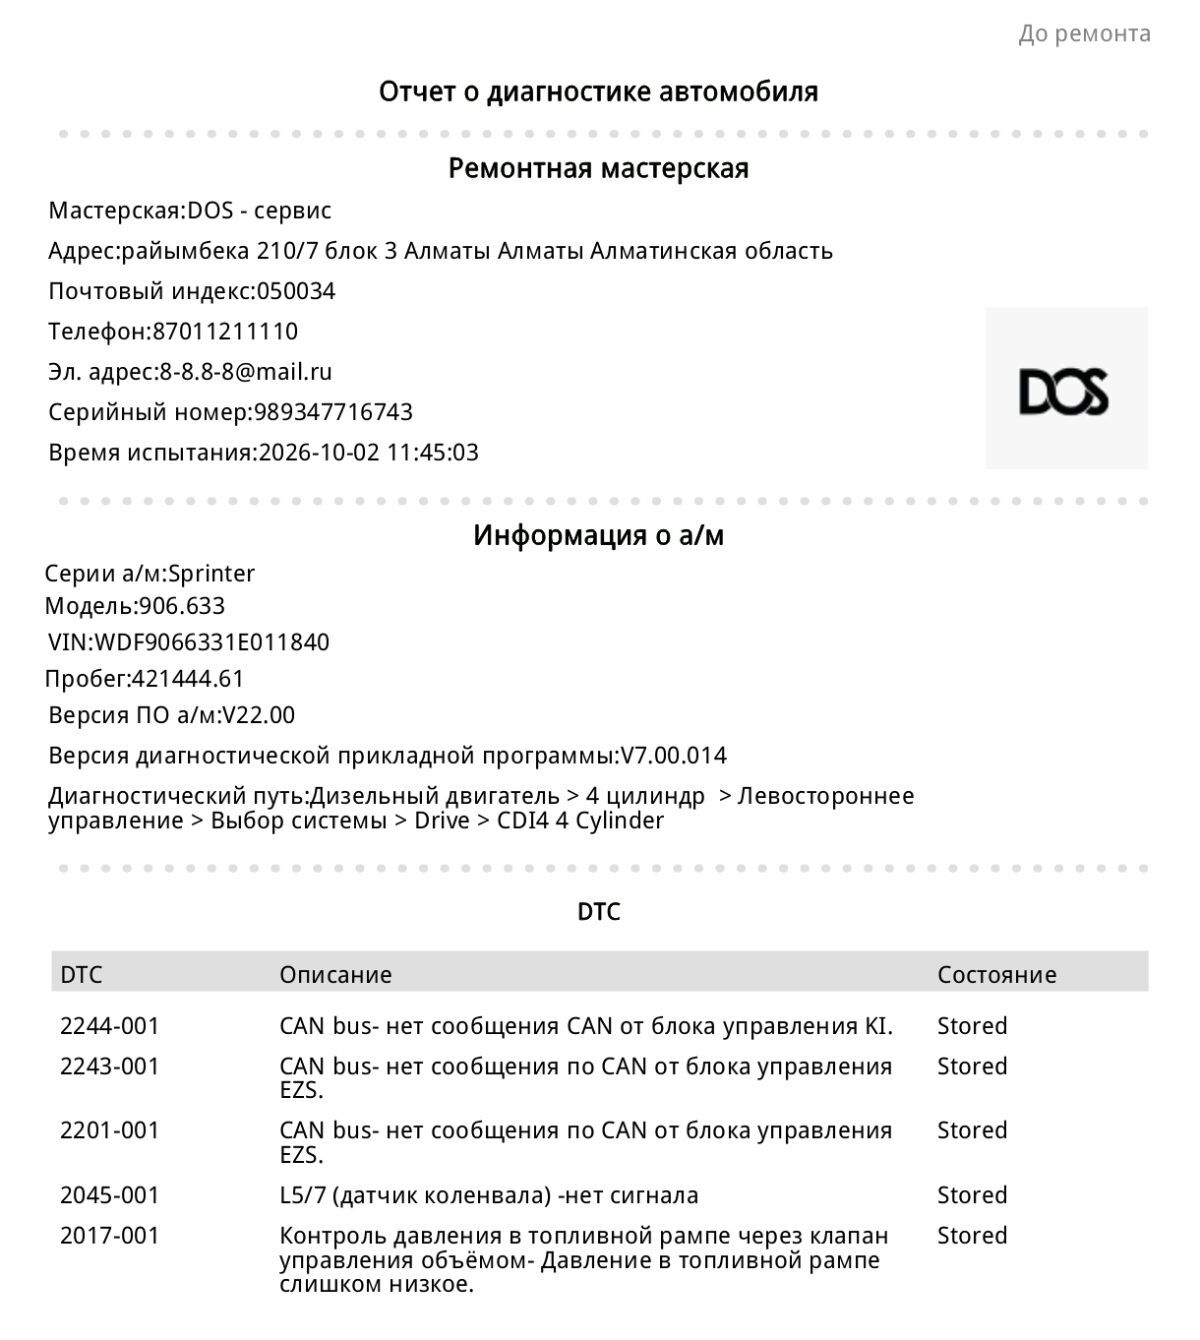 До ремонта
Отчет о диагностике автомобиля
Ремонтная мастерская
Мастерская:DOS - сервис
Адрес:райымбека 210/7 блок 3 Алматы Алматы Алматинская область
Почтовый индекс:050034
Телефон:87011211110
Эл. адрес:8-8.8-8@mail.ru
Серийный номер:989347716743
Время испытания:2026-10-02 11:45:03
DOS
Информация о а/м
Серии а/м:Sprinter
Модель:906.633
VIN:WDF9066331E011840
Пробег:421444.61
Версия ПО а/м:V22.00
Версия диагностической прикладной программы:V7.00.014
Диагностический путь:Дизельный двигатель > 4 цилиндр > Левостороннее
управление > Выбор системы > Drive > CDI4 4 Cylinder
DTC
DTC Описание Состояние
2244-001 CAN bus- нет сообщения CAN от блока управления KI. Stored
2243-001 CAN bus- нет сообщения по CAN от блока управления Stored
EZS.
2201-001 CAN bus- нет сообщения по CAN от блока управления Stored
EZS.
2045-001 L5/7 (датчик коленвала) -нет сигнала Stored
2017-001 Контроль давления в топливной рампе через клапан Stored
управления объёмом- Давление в топливной рампе
слишком низкое.